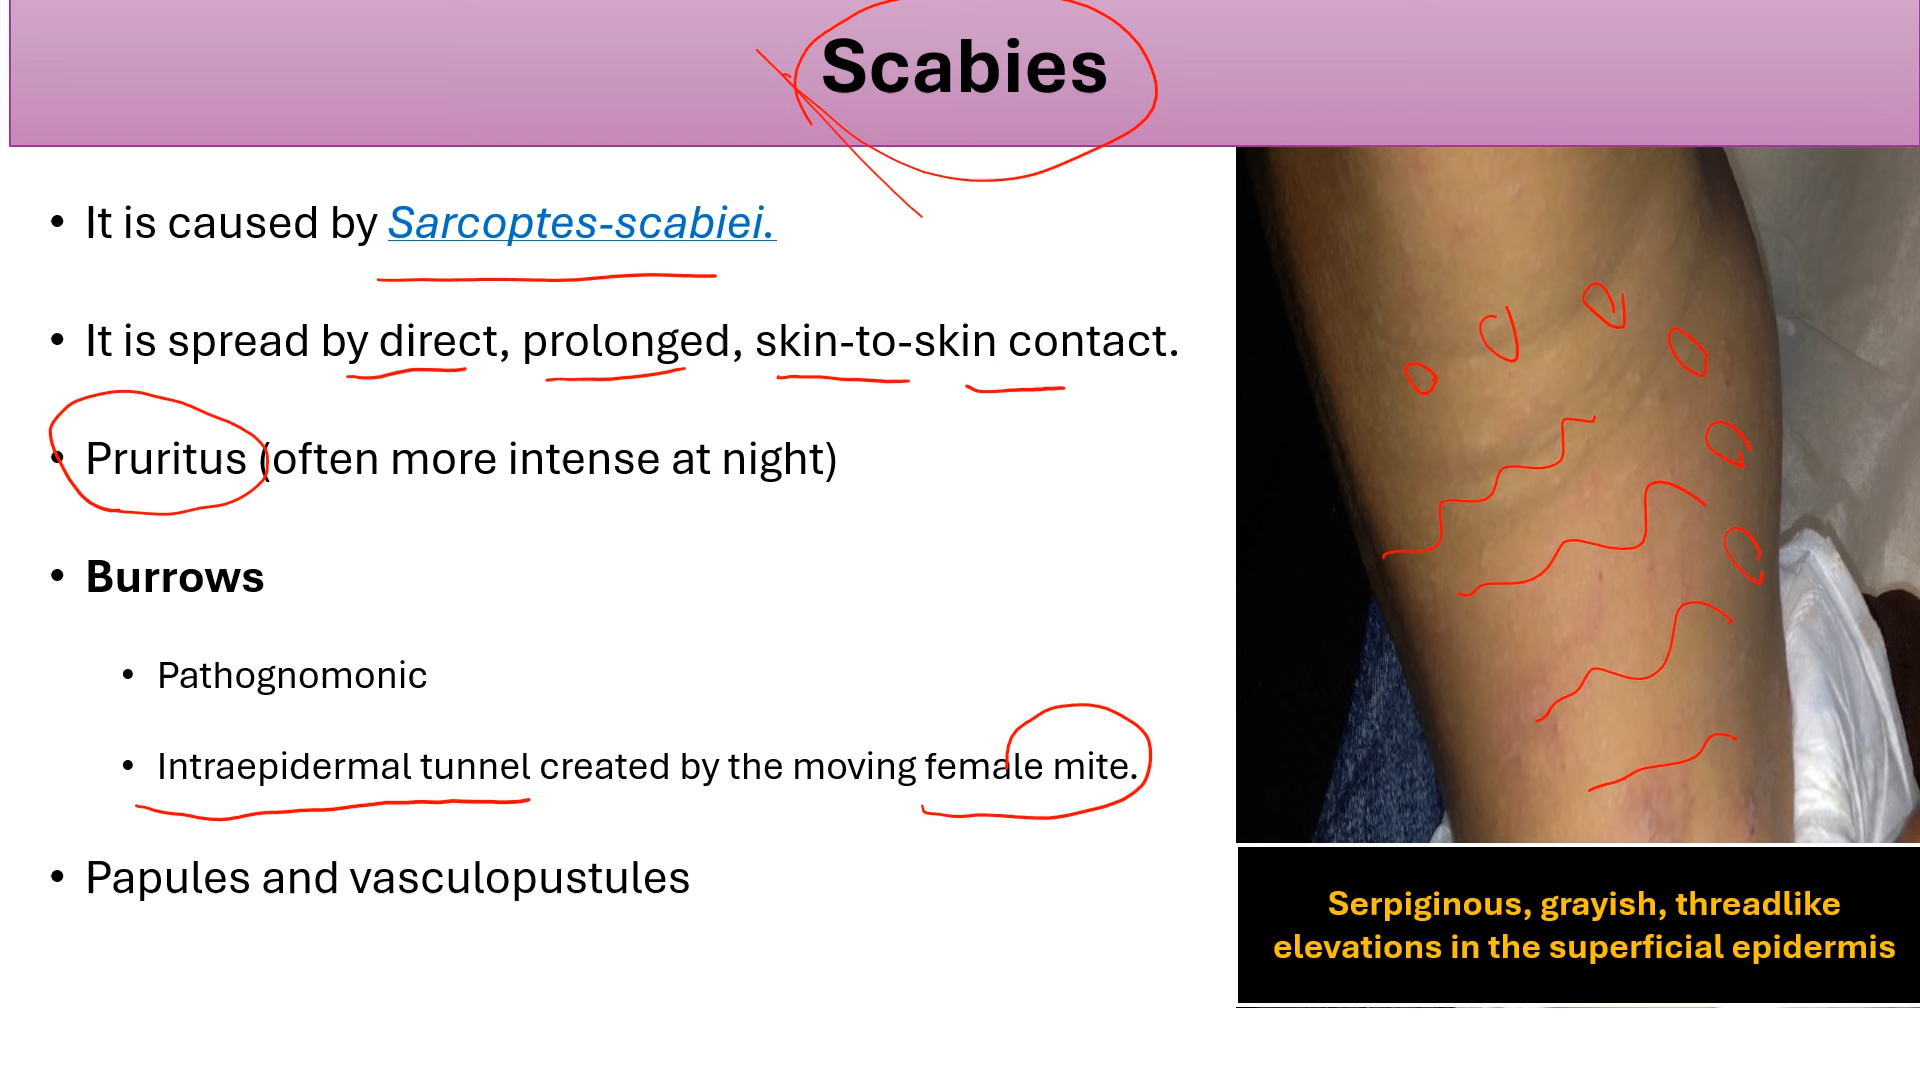 Scabies
• It is caused by Sarcoptes-scabiei.
• It is spread by direct, prolonged, skin-to-skin contact.
• Pruritus (often more intense at night)
• Burrows
• Pathognomonic
• Intraepidermal tunnel created by the moving female mite.
• Papules and vasculopustules
Serpiginous, grayish, threadlike
elevations in the superficial epidermis